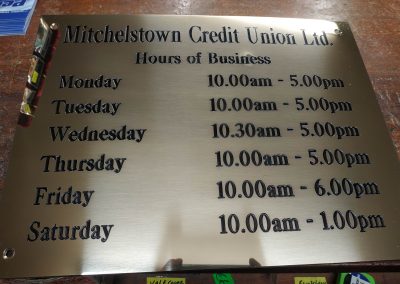 Mitchelstown Credit Union Ltd.
Hours of Business
Monday 10.00am - 5.00pm
Tuesday 10.00am - 5.00pm
Wednesday 10.30am - 5.00pm
Thursday 10.00am - 5.00pm
Friday 10.00am - 6.00pm
Saturday 10.00am - 1.00pm